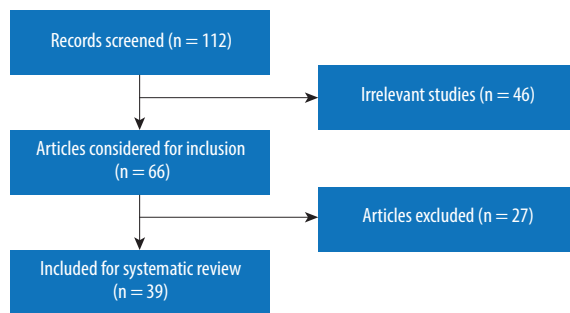 Records screened (n = 112)
Irrelevant studies (n = 46)
Articles considered for inclusion
(n = 66)
Articles excluded (n = 27)
Included for systematic review
(n = 39)